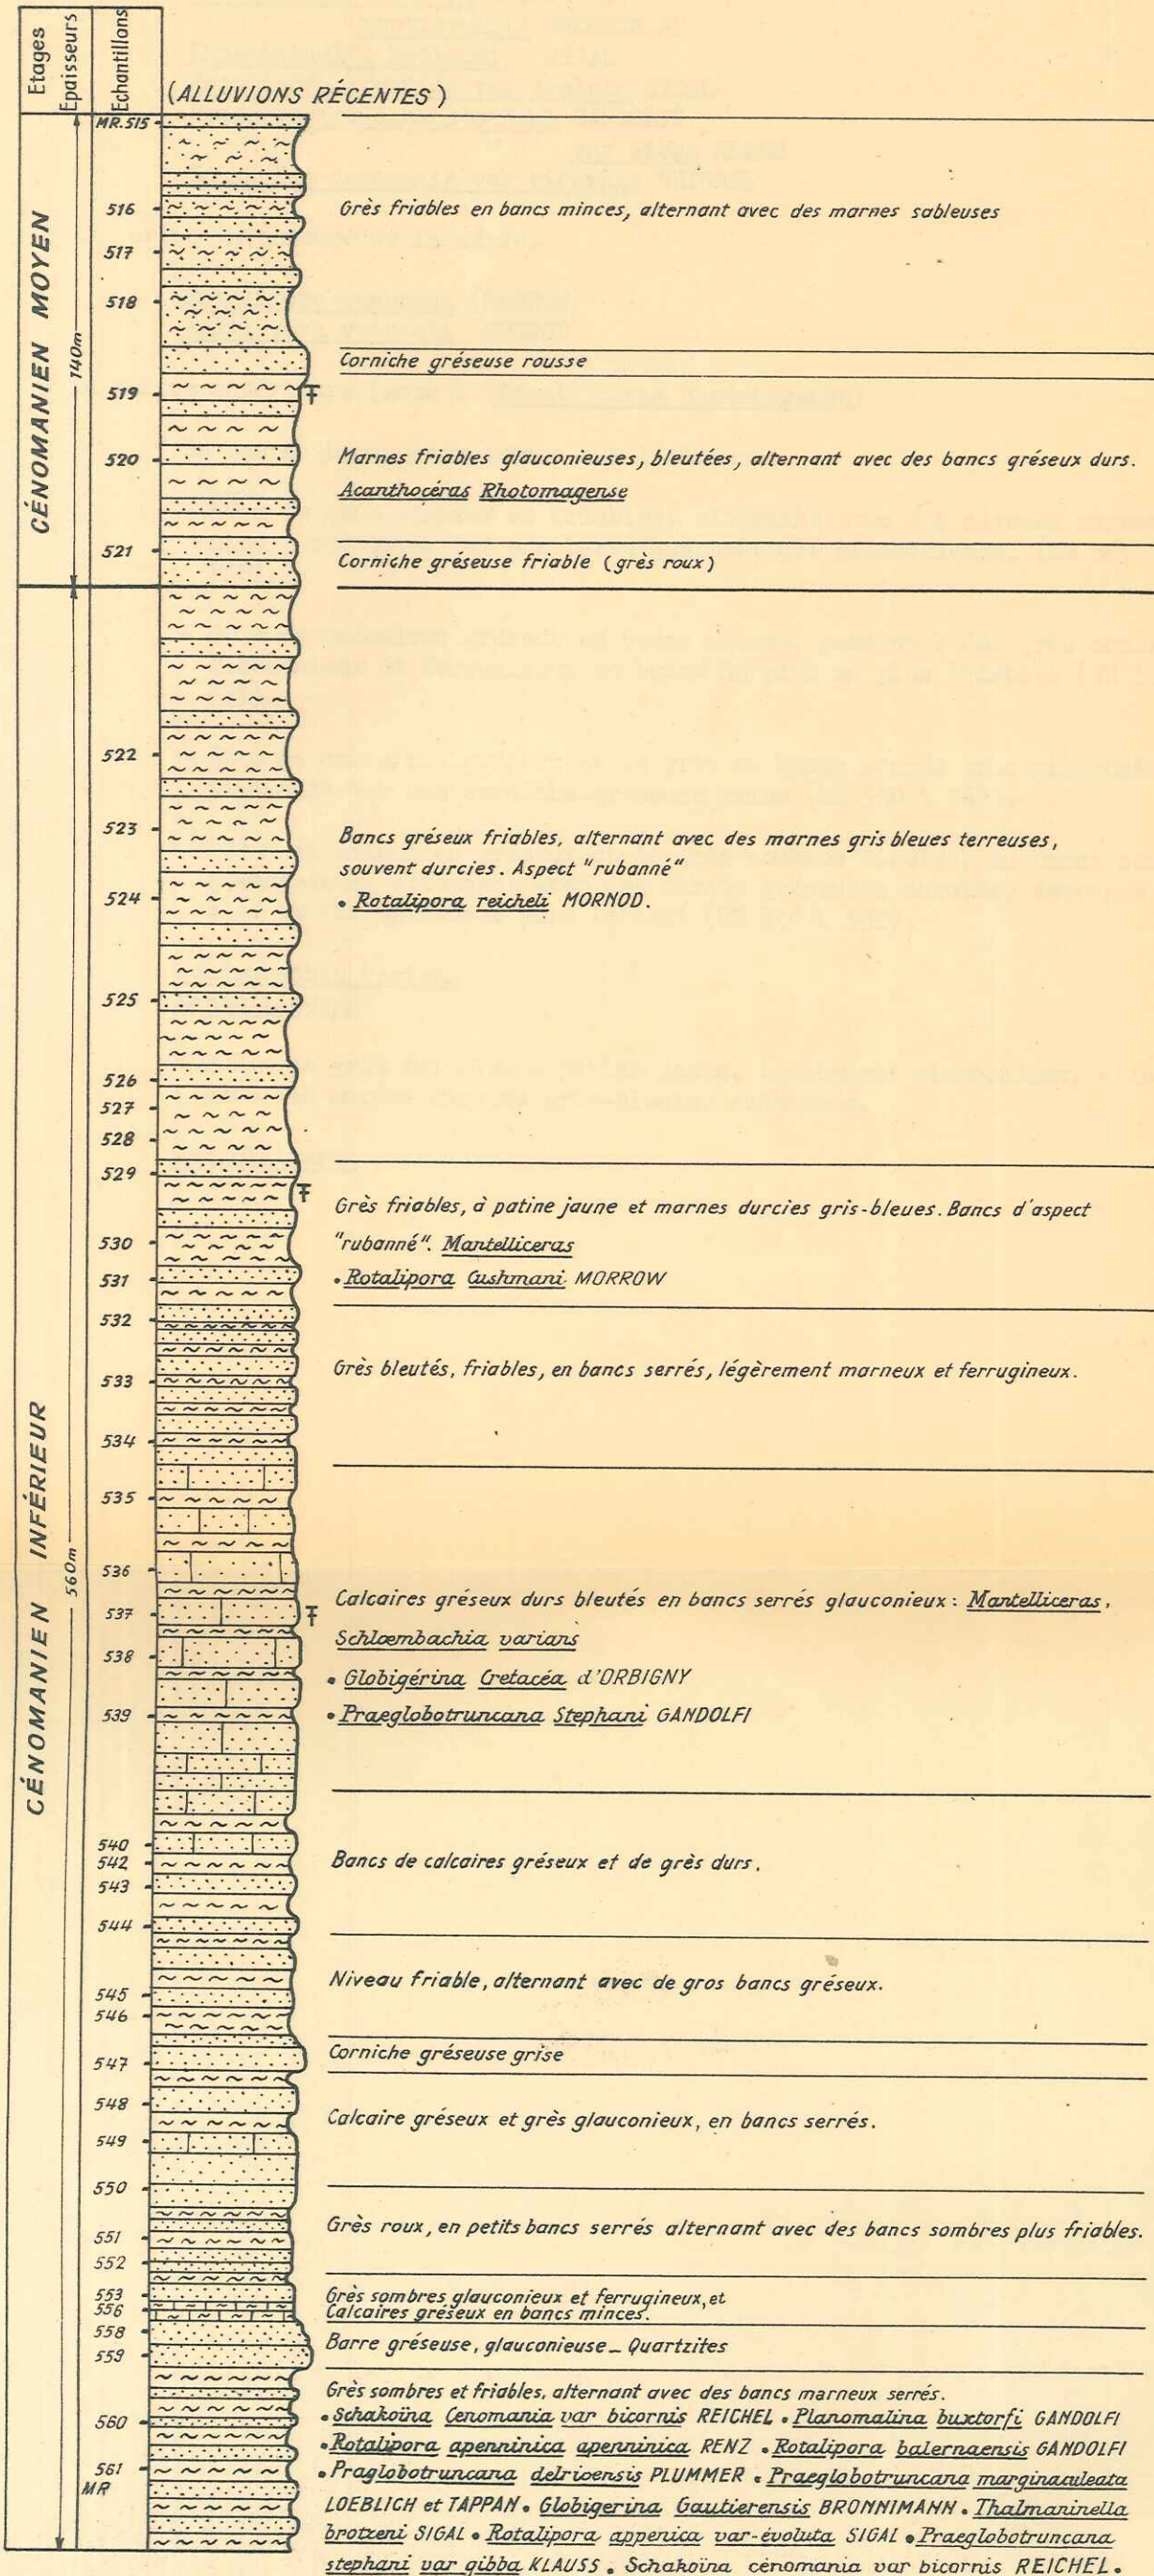 Etages
Epaisseurs
Echantillons
(ALLUVIONS RÉCENTES)
MR.515
516
Grès friables en bancs minces, alternant avec des marnes sableuses
517
518
CÉNOMANIEN MOYEN
140m
Corniche gréseuse rousse
519
520
Marnes friables glauconieuses, bleutées, alternant avec des bancs gréseux durs.
Acanthocéras Rhotomagense
521
Corniche gréseuse friable (grès roux)
522
523
Bancs gréseux friables, alternant avec des marnes gris bleues terreuses,
souvent durcies. Aspect "rubanné"
524
• Rotalipora reicheli MORNOD.
525
526
527
528
529
Grès friables, à patine jaune et marnes durcies gris-bleues. Bancs d'aspect
530
"rubanné". Mantelliceras
531
• Rotalipora Cushmani MORROW
532
533
Grès bleutés, friables, en bancs serrés, légèrement marneux et ferrugineux.
534
535
CÉNOMANIEN INFÉRIEUR
560m
536
537
Calcaires gréseux durs bleutés en bancs serrés glauconieux: Mantelliceras,
Schlœmbachia varians
538
• Globigérina Cretacéa d'ORBIGNY
539
• Praeglobotruncana Stephani GANDOLFI
540
542
Bancs de calcaires gréseux et de grès durs.
543
544
Niveau friable, alternant avec de gros bancs gréseux.
545
546
Corniche gréseuse grise
547
548
Calcaire gréseux et grès glauconieux, en bancs serrés.
549
550
Grès roux, en petits bancs serrés alternant avec des bancs sombres plus friables.
551
552
553
Grès sombres glauconieux et ferrugineux, et
556
Calcaires gréseux en bancs minces.
558
Barre gréseuse, glauconieuse _ Quartzites
559
Grès sombres et friables, alternant avec des bancs marneux serrés.
560
• Schakoïna Cenomania var bicornis REICHEL • Planomalina buxtorfi GANDOLFI
• Rotalipora apenninica apenninica RENZ • Rotalipora balernaensis GANDOLFI
561
• Praglobotruncana delrioensis PLUMMER • Praeglobotruncana marginaculeata
MR
LOEBLICH et TAPPAN • Globigerina Gautierensis BRONNIMANN • Thalmaninella
brotzeni SIGAL • Rotalipora appenica var-évoluta SIGAL • Praeglobotruncana
stephani var gibba KLAUSS • Schakoïna cénomania var bicornis REICHEL •